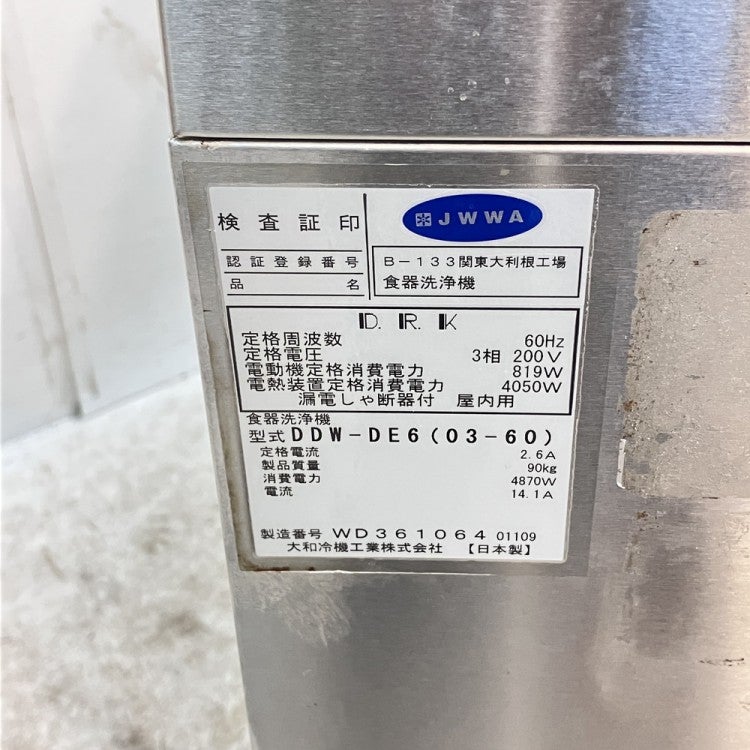 検査証印
JWWA
認証登録番号 B-133関東大利根工場
品名 食器洗浄機
D.R.K
定格周波数 60Hz
定格電圧 3相 200V
電動機定格消費電力 819W
電熱装置定格消費電力 4050W
漏電しゃ断器付 屋内用
食器洗浄機
型式 DDW-DE6(03-60)
定格電流 2.6A
製品質量 90kg
消費電力 4870W
電流 14.1A
製造番号 WD361064 01109
大和冷機工業株式会社 【日本製】